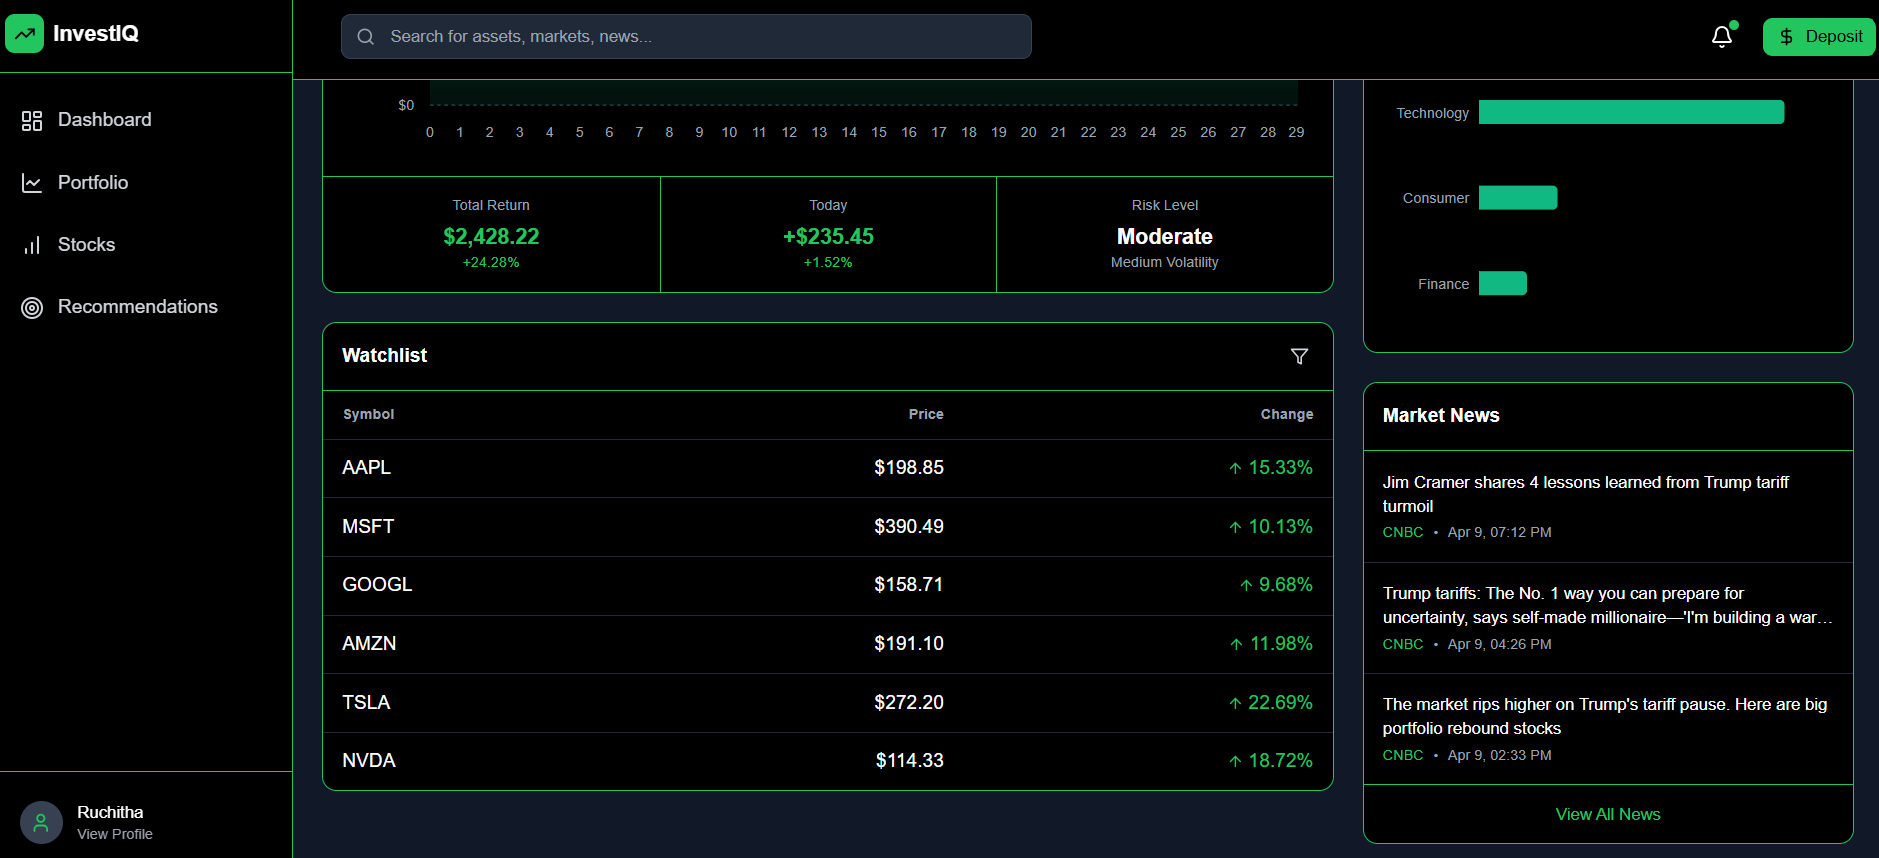 InvestIQ
Search for assets, markets, news...
Deposit
Dashboard
Portfolio
Stocks
Recommendations
$0
0 1 2 3 4 5 6 7 8 9 10 11 12 13 14 15 16 17 18 19 20 21 22 23 24 25 26 27 28 29
Total Return
$2,428.22
+24.28%
Today
+$235.45
+1.52%
Risk Level
Moderate
Medium Volatility
Technology
Consumer
Finance
Watchlist
Symbol Price Change
AAPL $198.85 ↑ 15.33%
MSFT $390.49 ↑ 10.13%
GOOGL $158.71 ↑ 9.68%
AMZN $191.10 ↑ 11.98%
TSLA $272.20 ↑ 22.69%
NVDA $114.33 ↑ 18.72%
Market News
Jim Cramer shares 4 lessons learned from Trump tariff
turmoil
CNBC • Apr 9, 07:12 PM
Trump tariffs: The No. 1 way you can prepare for
uncertainty, says self-made millionaire—'I'm building a war…
CNBC • Apr 9, 04:26 PM
The market rips higher on Trump's tariff pause. Here are big
portfolio rebound stocks
CNBC • Apr 9, 02:33 PM
View All News
Ruchitha
View Profile